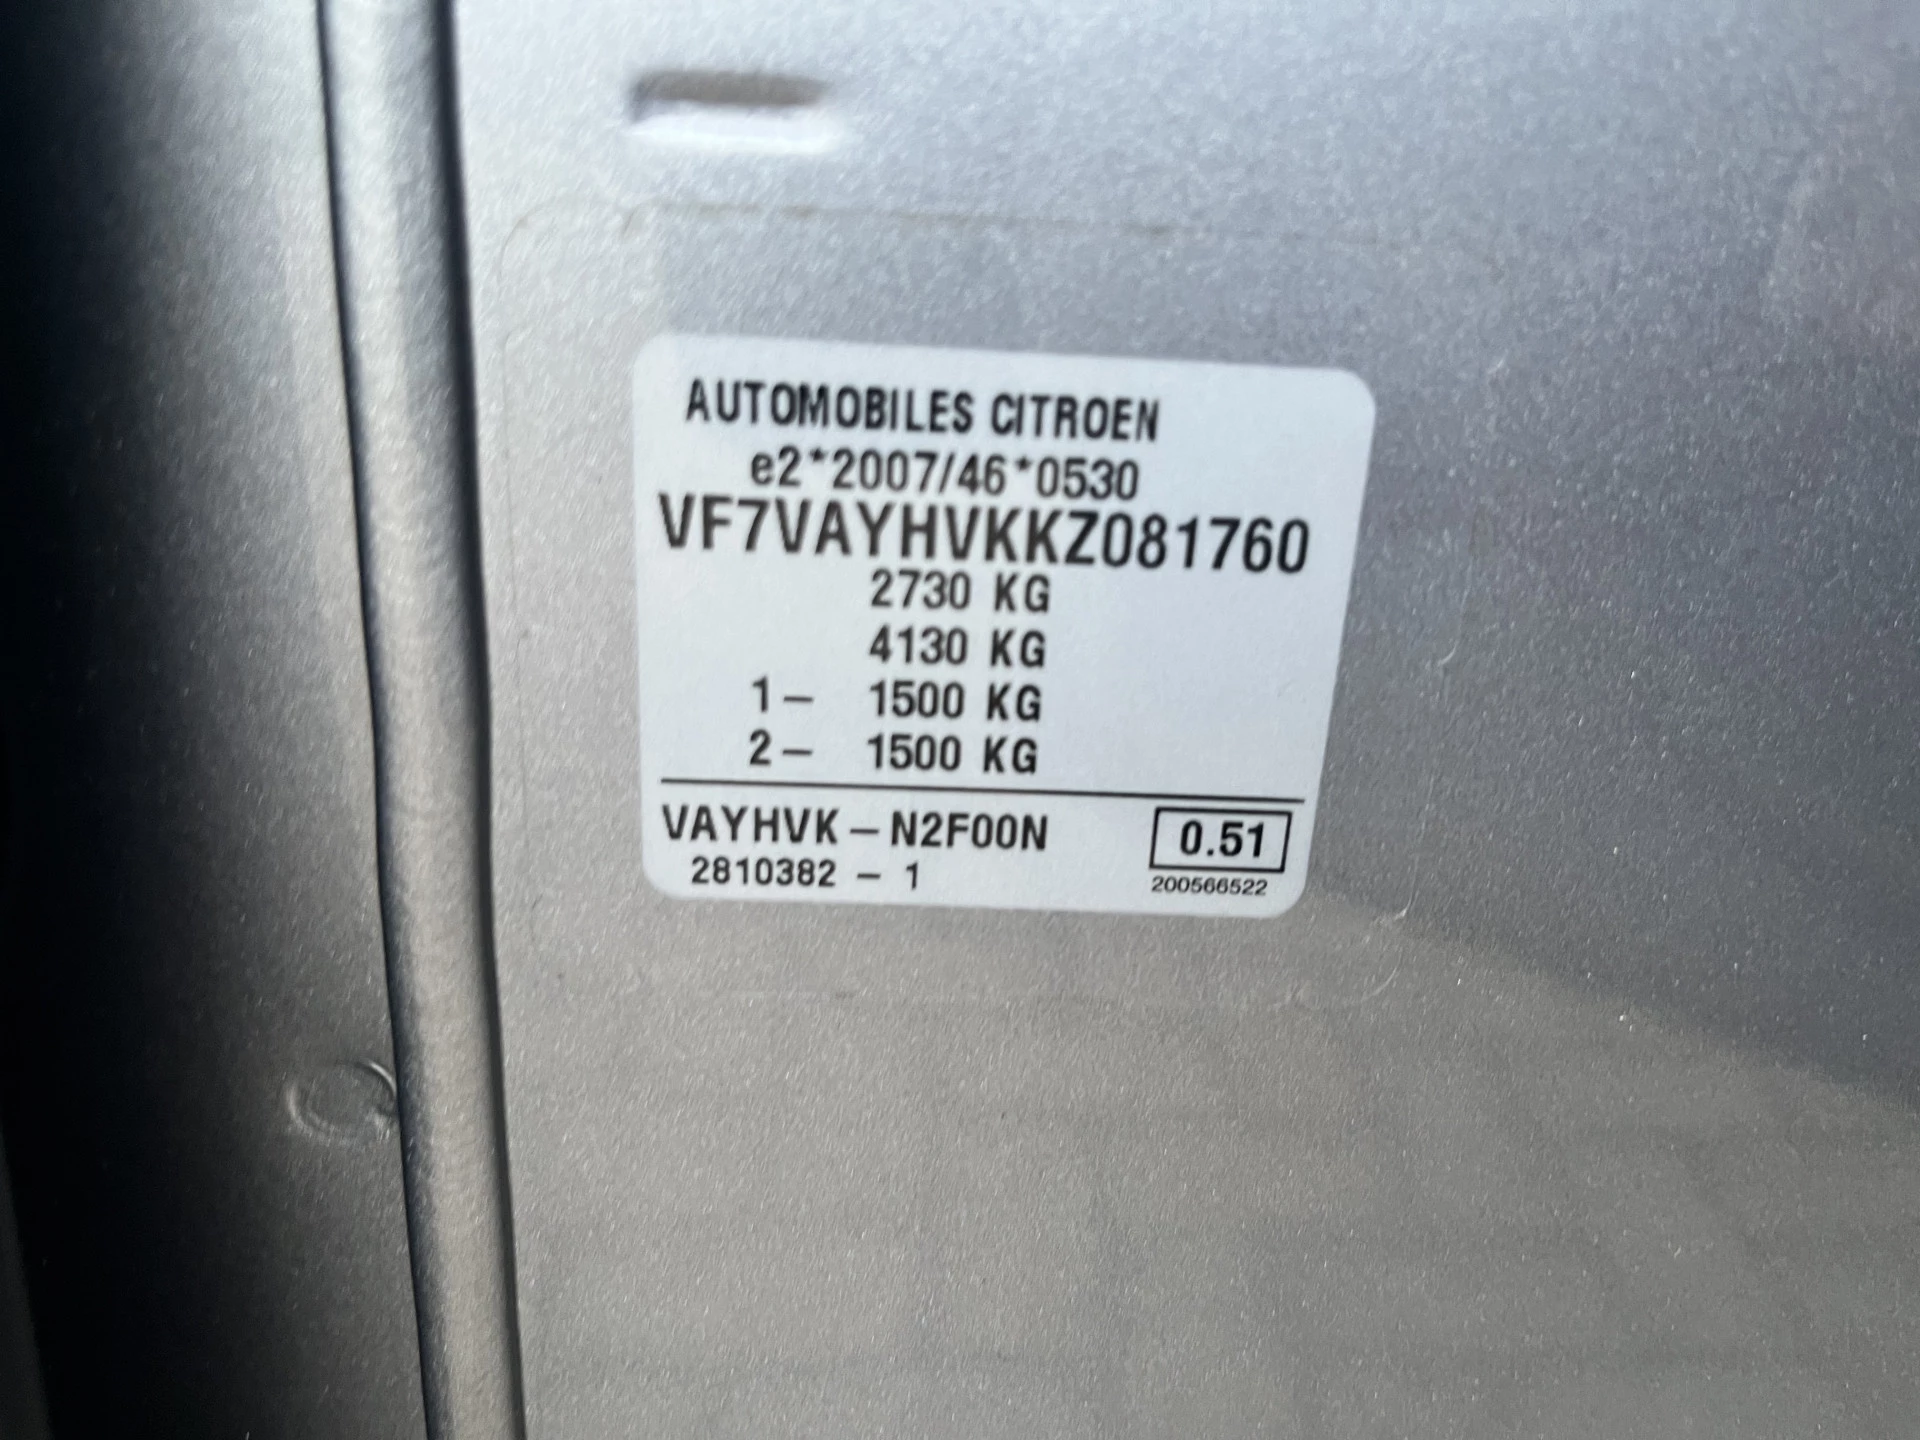 AUTOMOBILES CITROEN
e2*2007/46*0530
VF7VAYHVKKZ081760
2730 KG
4130 KG
1- 1500 KG
2- 1500 KG
VAYHVK-N2F00N 0.51
2810382 - 1 200566522